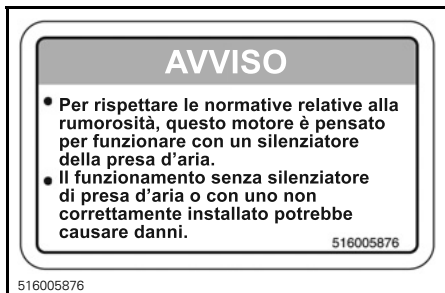 AVVISO
• Per rispettare le normative relative alla
rumorosità, questo motore è pensato
per funzionare con un silenziatore
della presa d'aria.
• Il funzionamento senza silenziatore
di presa d'aria o con uno non
correttamente installato potrebbe
causare danni.
516005876
516005876